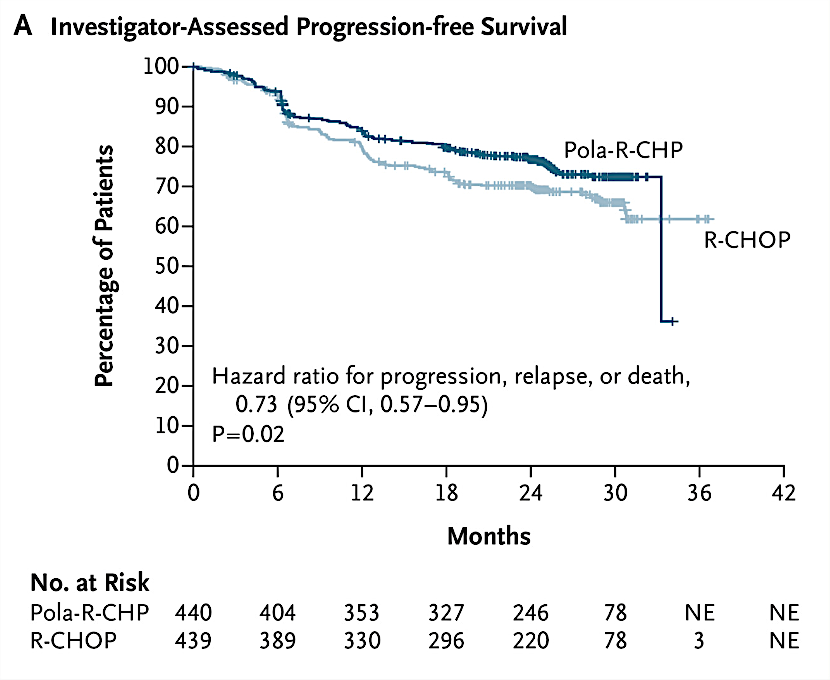 A Investigator-Assessed Progression-free Survival
Percentage of Patients
100
90
80
70
60
50
40
30
20
10
0
Pola-R-CHP
R-CHOP
Hazard ratio for progression, relapse, or death,
0.73 (95% CI, 0.57–0.95)
P=0.02
0 6 12 18 24 30 36 42
Months
No. at Risk
Pola-R-CHP 440 404 353 327 246 78 NE NE
R-CHOP 439 389 330 296 220 78 3 NE